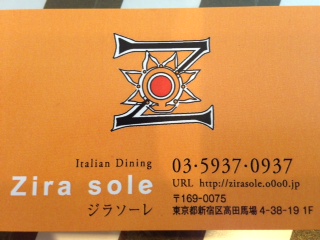 Z
Italian Dining
Zira sole
ジラソーレ
03·5937·0937
URL http://zirasole.o0o0.jp
〒169-0075
東京都新宿区高田馬場 4-38-19 1F